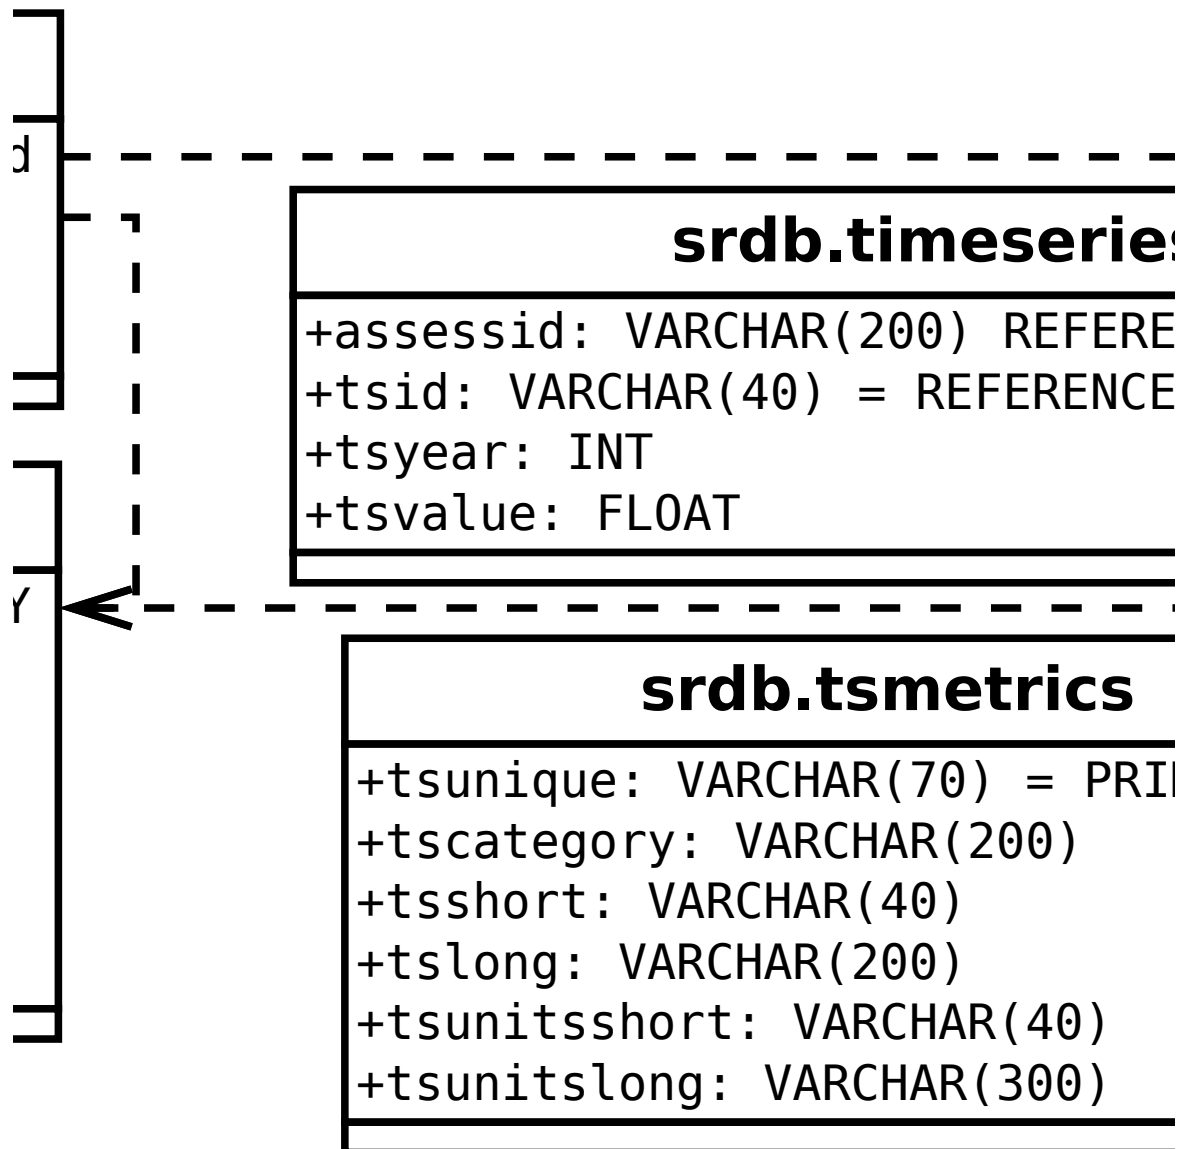 d
srdb.timeseries
+assessid: VARCHAR(200) REFERE
+tsid: VARCHAR(40) = REFERENCE
+tsyear: INT
+tsvalue: FLOAT
Y
srdb.tsmetrics
+tsunique: VARCHAR(70) = PRI
+tscategory: VARCHAR(200)
+tsshort: VARCHAR(40)
+tslong: VARCHAR(200)
+tsunitsshort: VARCHAR(40)
+tsunitslong: VARCHAR(300)